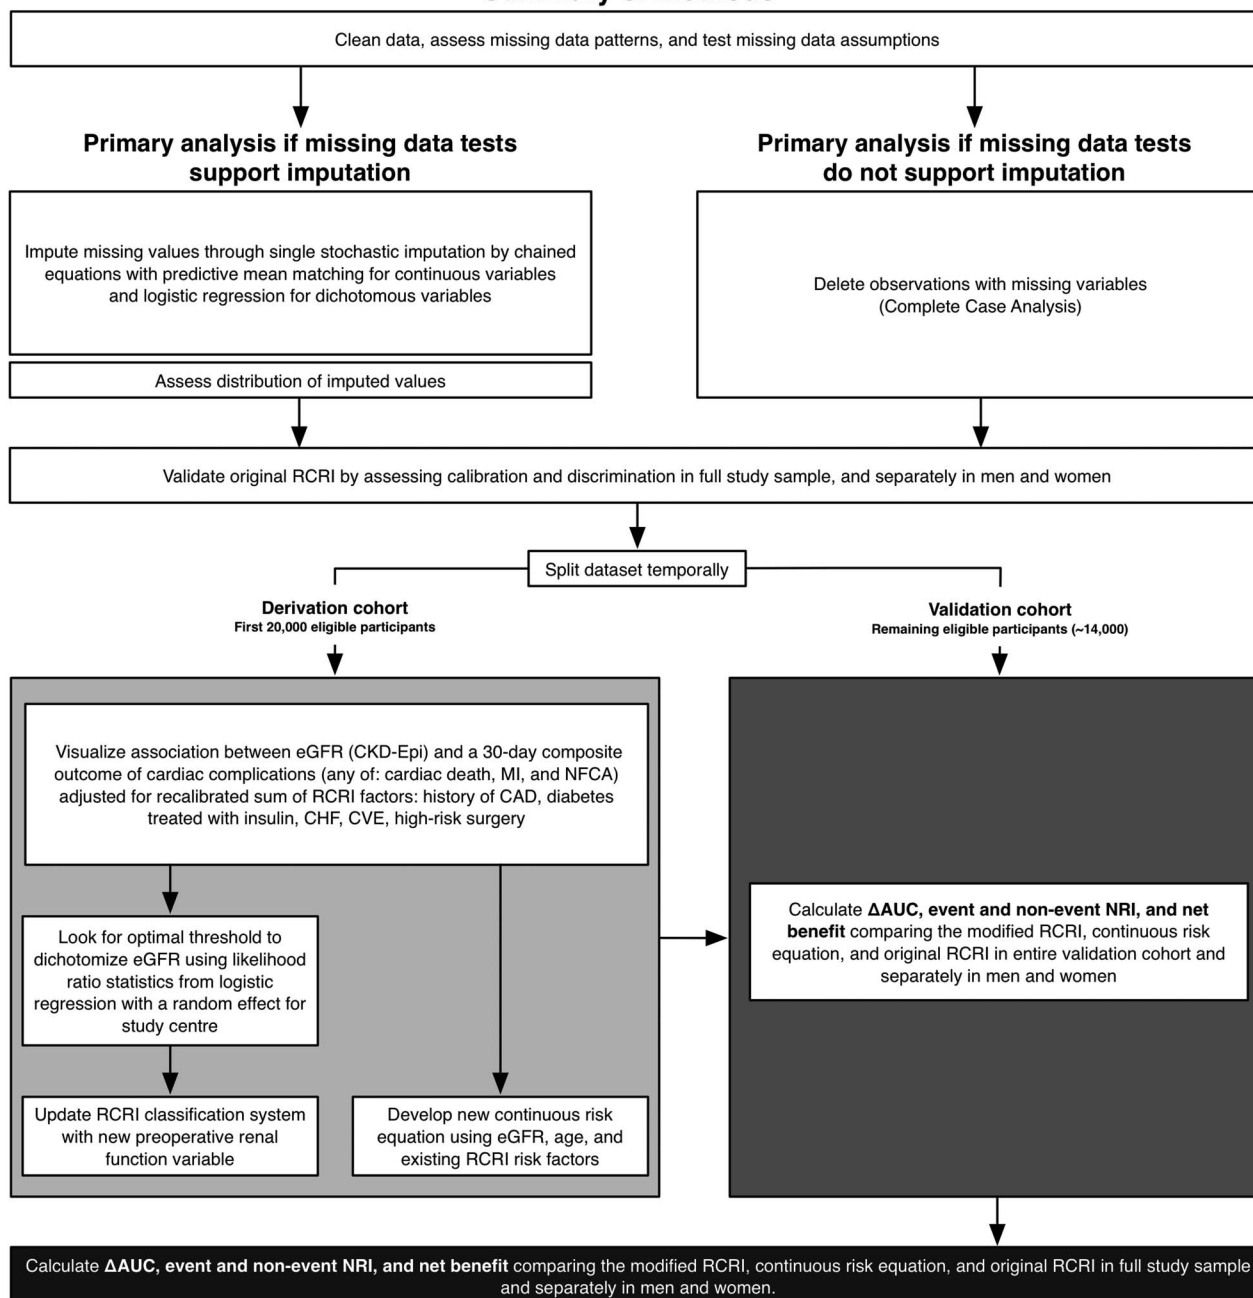 Clean data, assess missing data patterns, and test missing data assumptions
Primary analysis if missing data tests
support imputation
Primary analysis if missing data tests
do not support imputation
Impute missing values through single stochastic imputation by chained
equations with predictive mean matching for continuous variables
and logistic regression for dichotomous variables
Delete observations with missing variables
(Complete Case Analysis)
Assess distribution of imputed values
Validate original RCRI by assessing calibration and discrimination in full study sample, and separately in men and women
Split dataset temporally
Derivation cohort
First 20,000 eligible participants
Validation cohort
Remaining eligible participants (~14,000)
Visualize association between eGFR (CKD-Epi) and a 30-day composite
outcome of cardiac complications (any of: cardiac death, MI, and NFCA)
adjusted for recalibrated sum of RCRI factors: history of CAD, diabetes
treated with insulin, CHF, CVE, high-risk surgery
Look for optimal threshold to
dichotomize eGFR using likelihood
ratio statistics from logistic
regression with a random effect for
study centre
Update RCRI classification system
with new preoperative renal
function variable
Develop new continuous risk
equation using eGFR, age, and
existing RCRI risk factors
Calculate ΔAUC, event and non-event NRI, and net
benefit comparing the modified RCRI, continuous risk
equation, and original RCRI in entire validation cohort and
separately in men and women
Calculate ΔAUC, event and non-event NRI, and net benefit comparing the modified RCRI, continuous risk equation, and original RCRI in full study sample
and separately in men and women.